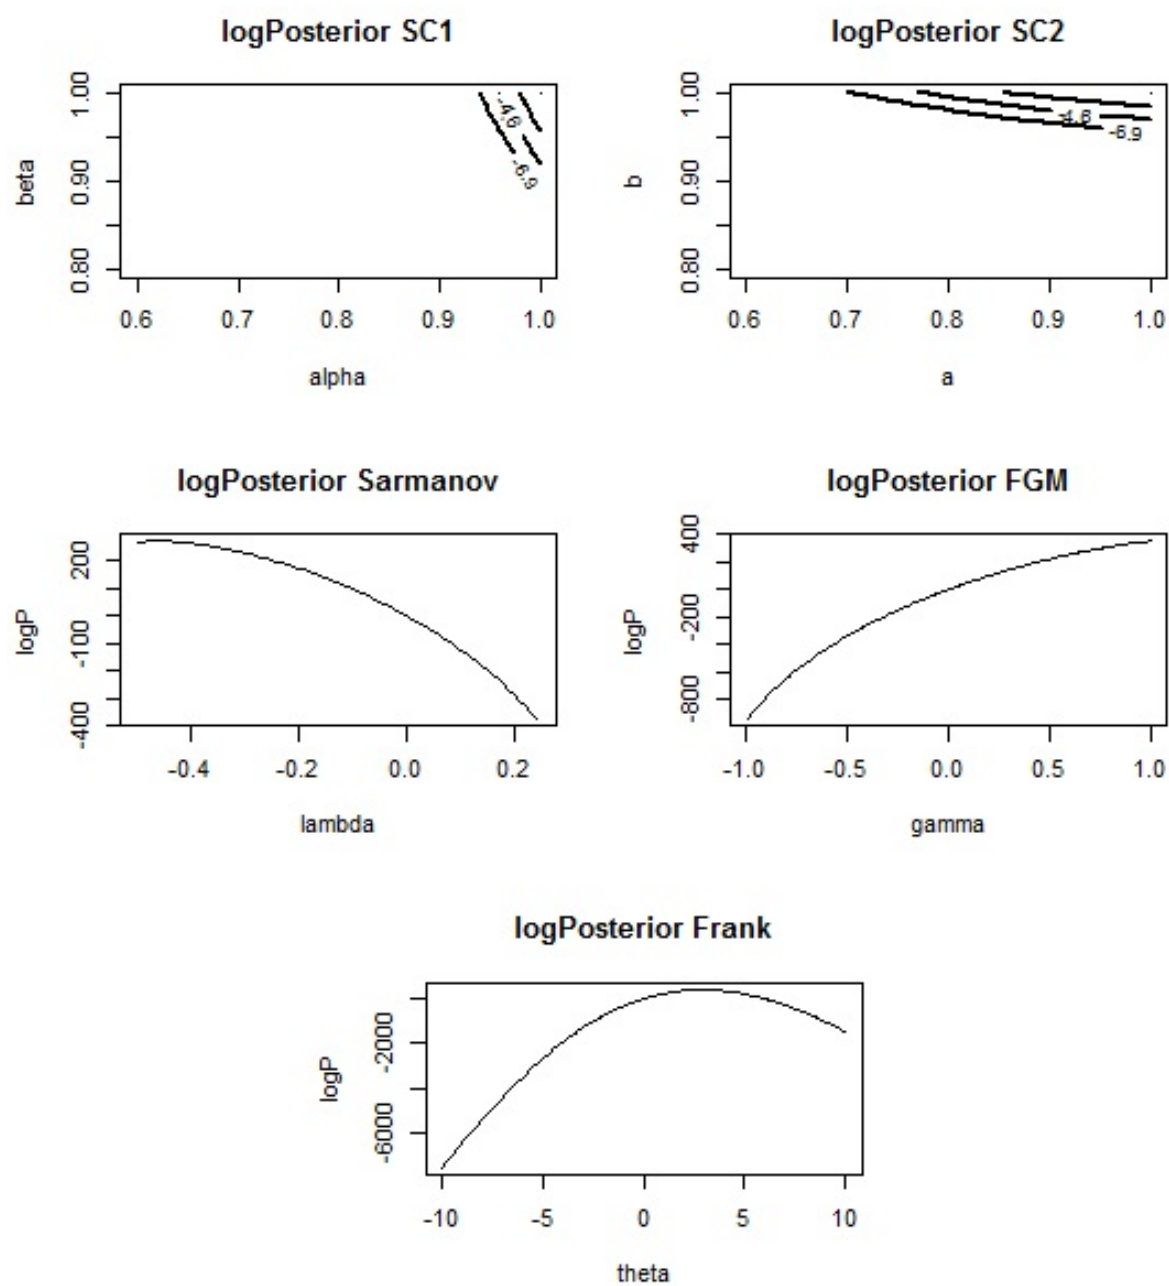 logPosterior SC1
beta
1.00
0.90
0.80
-4.6
-6.9
0.6 0.7 0.8 0.9 1.0
alpha
logPosterior SC2
b
1.00
0.90
0.80
-4.6
-6.9
0.6 0.7 0.8 0.9 1.0
a
logPosterior Sarmanov
logP
200
-100
-400
-0.4 -0.2 0.0 0.2
lambda
logPosterior FGM
logP
400
-200
-800
-1.0 -0.5 0.0 0.5 1.0
gamma
logPosterior Frank
logP
-2000
-6000
-10 -5 0 5 10
theta